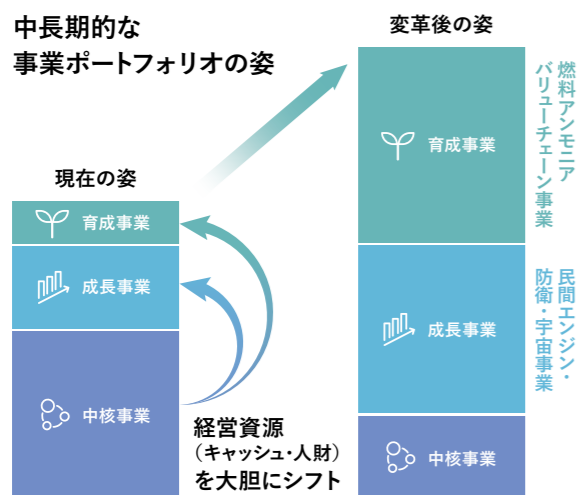 中長期的な
事業ポートフォリオの姿
現在の姿
育成事業
成長事業
中核事業
経営資源
（キャッシュ・人財）
を大胆にシフト
変革後の姿
育成事業
成長事業
中核事業
燃料アンモニア
バリューチェーン事業
民間エンジン・
防衛・宇宙事業